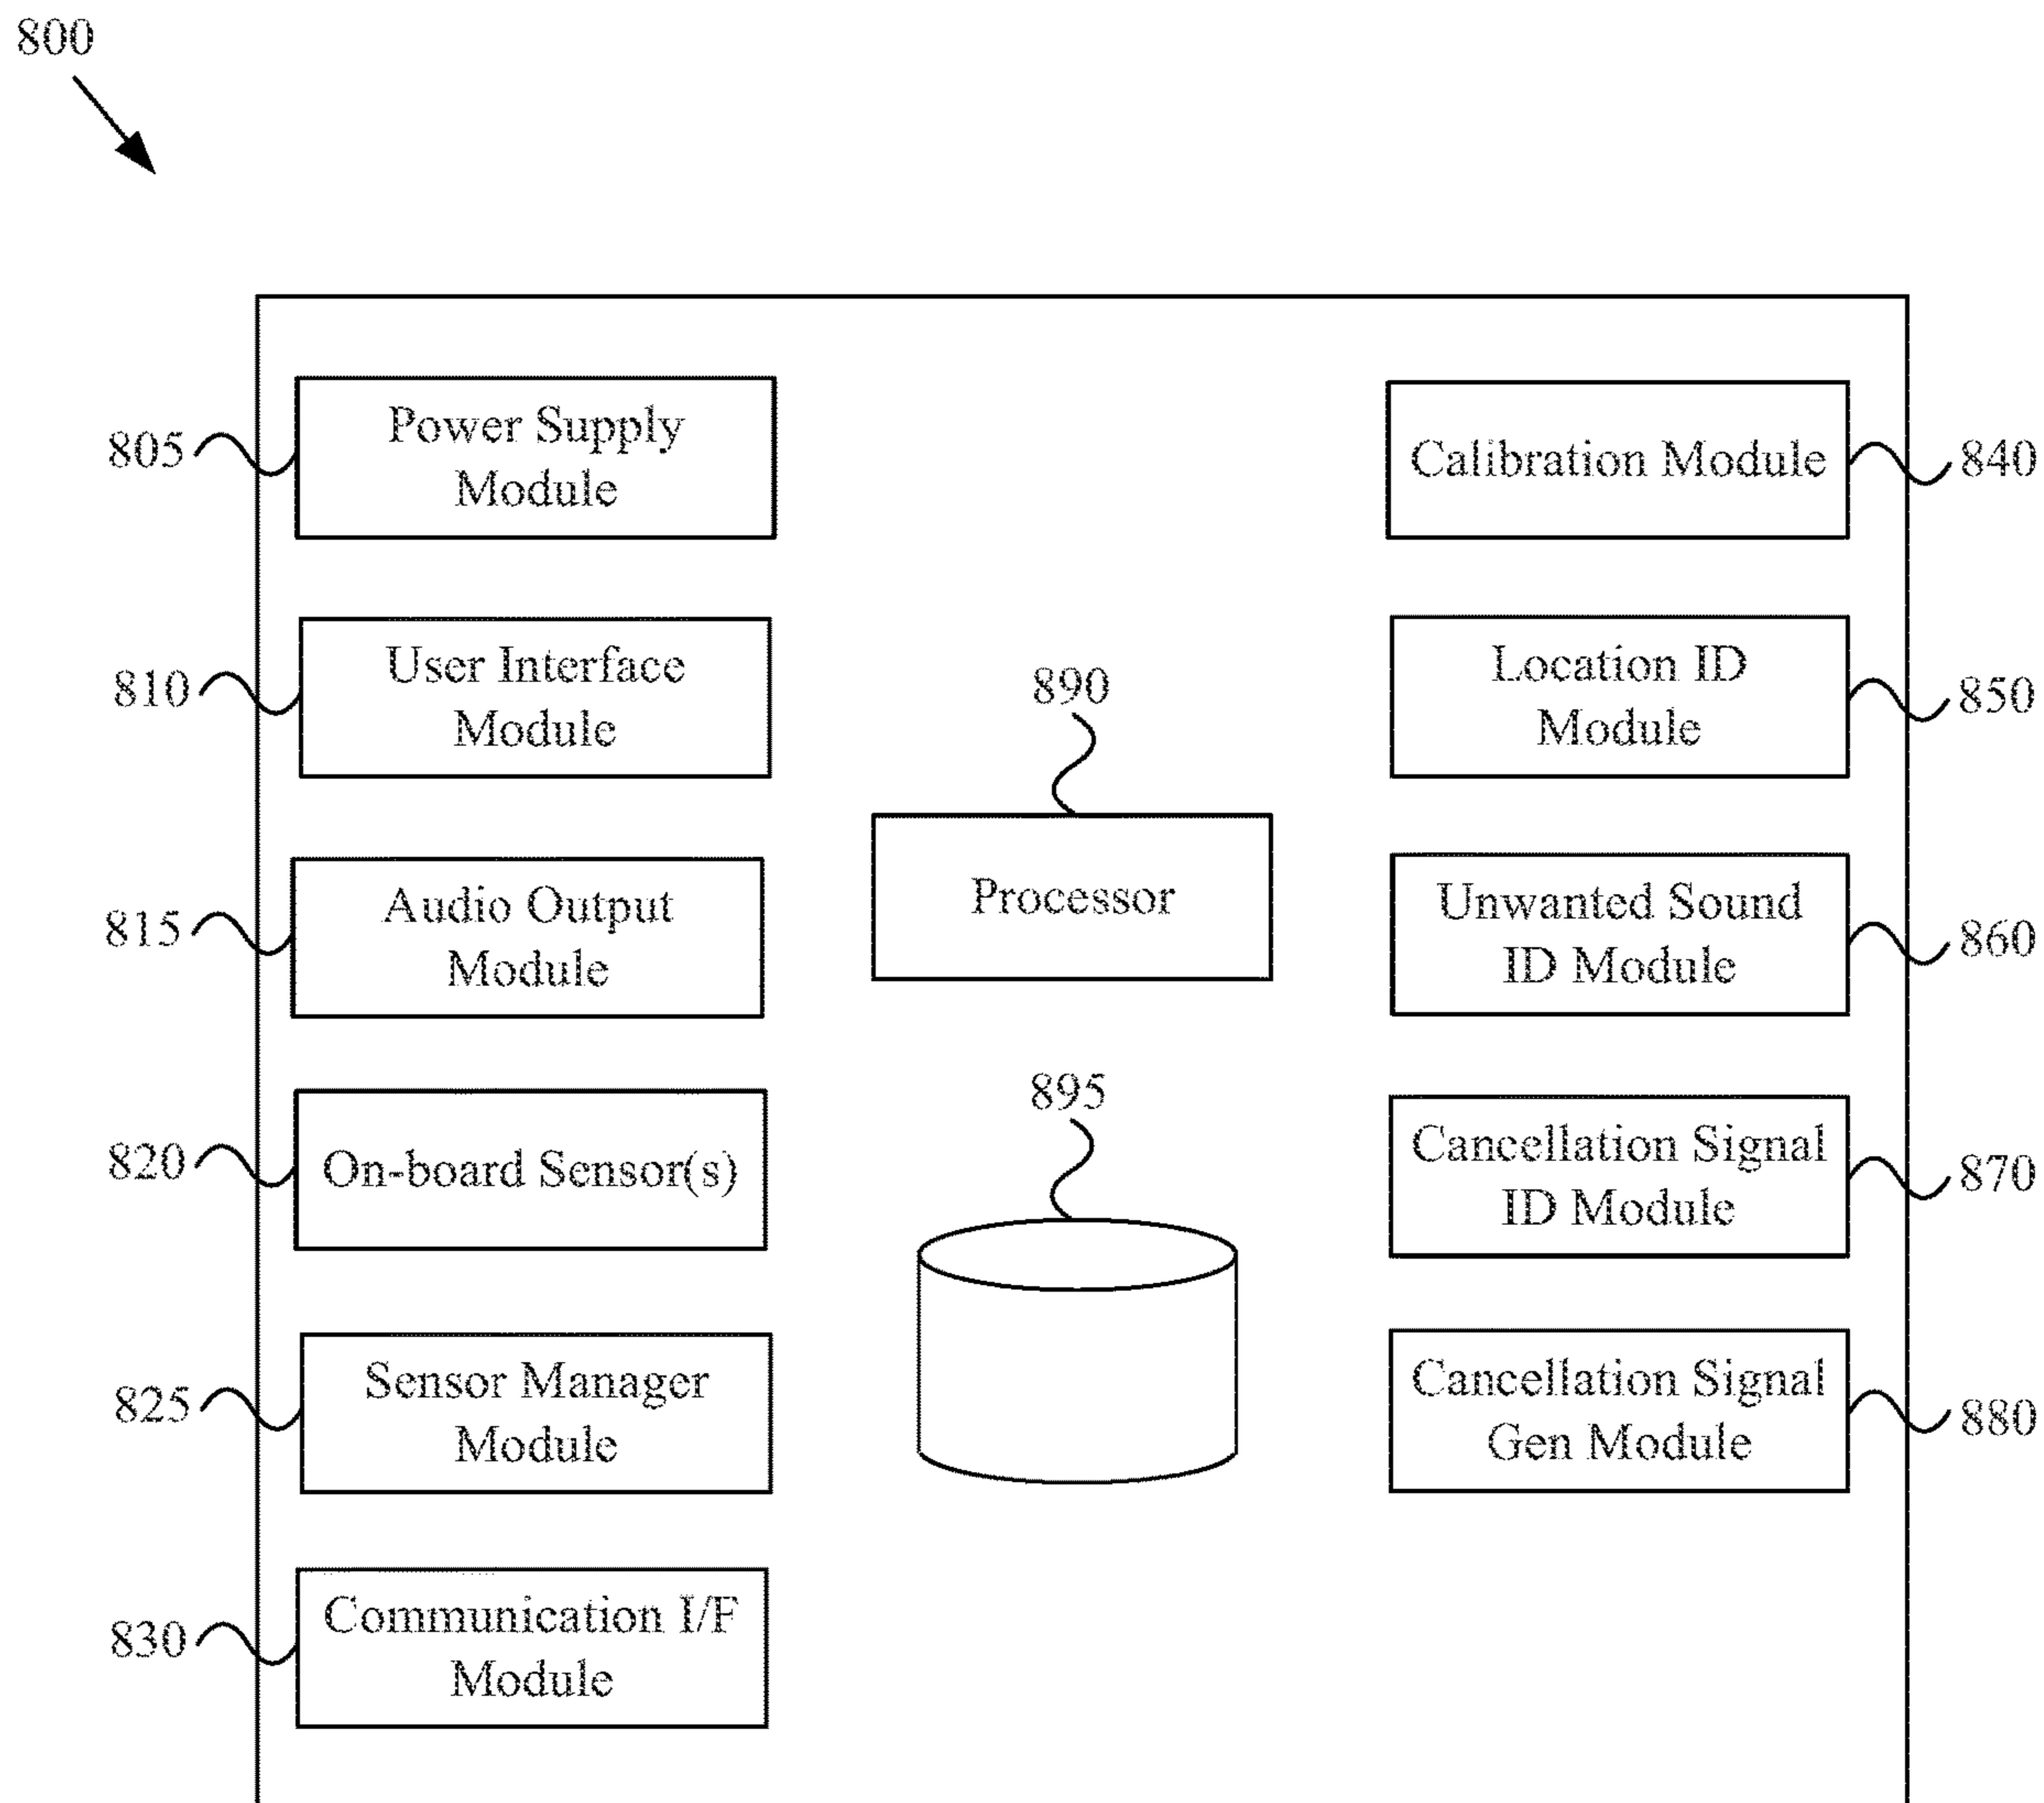 800
805
Power Supply
Module
810
User Interface
Module
815
Audio Output
Module
820
On-board Sensor(s)
825
Sensor Manager
Module
830
Communication I/F
Module
890
Processor
895
Calibration Module
840
Location ID
Module
850
Unwanted Sound
ID Module
860
Cancellation Signal
ID Module
870
Cancellation Signal
Gen Module
880